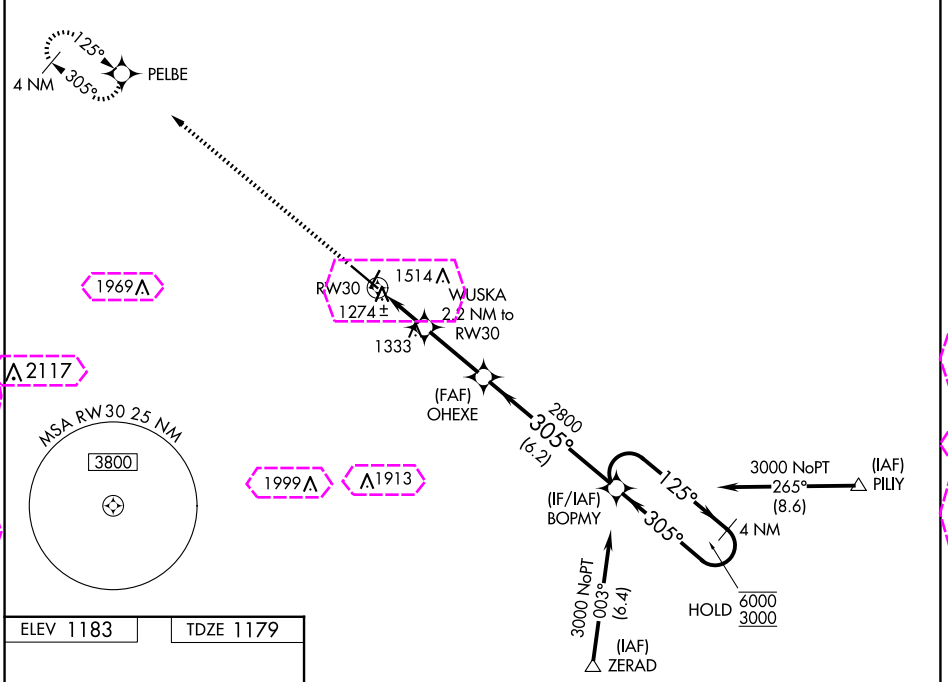 125°
305°
4 NM
PELBE
1969
1514
RW30
1274 ±
WUSKA
2.2 NM to
RW30
1333
2117
(FAF)
OHEXE
2800
305°
(6.2)
MSA RW30 25 NM
3800
1999
1913
(IF/IAF)
BOPMY
125°
305°
4 NM
3000 NoPT
265°
(8.6)
(IAF)
PILIY
HOLD
6000
3000
3000 NoPT
003°
(6.4)
(IAF)
ZERAD
ELEV 1183
TDZE 1179